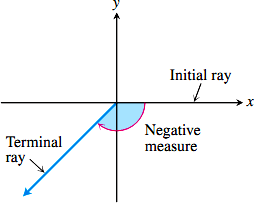 y
Initial ray
x
Terminal
ray
Negative
measure